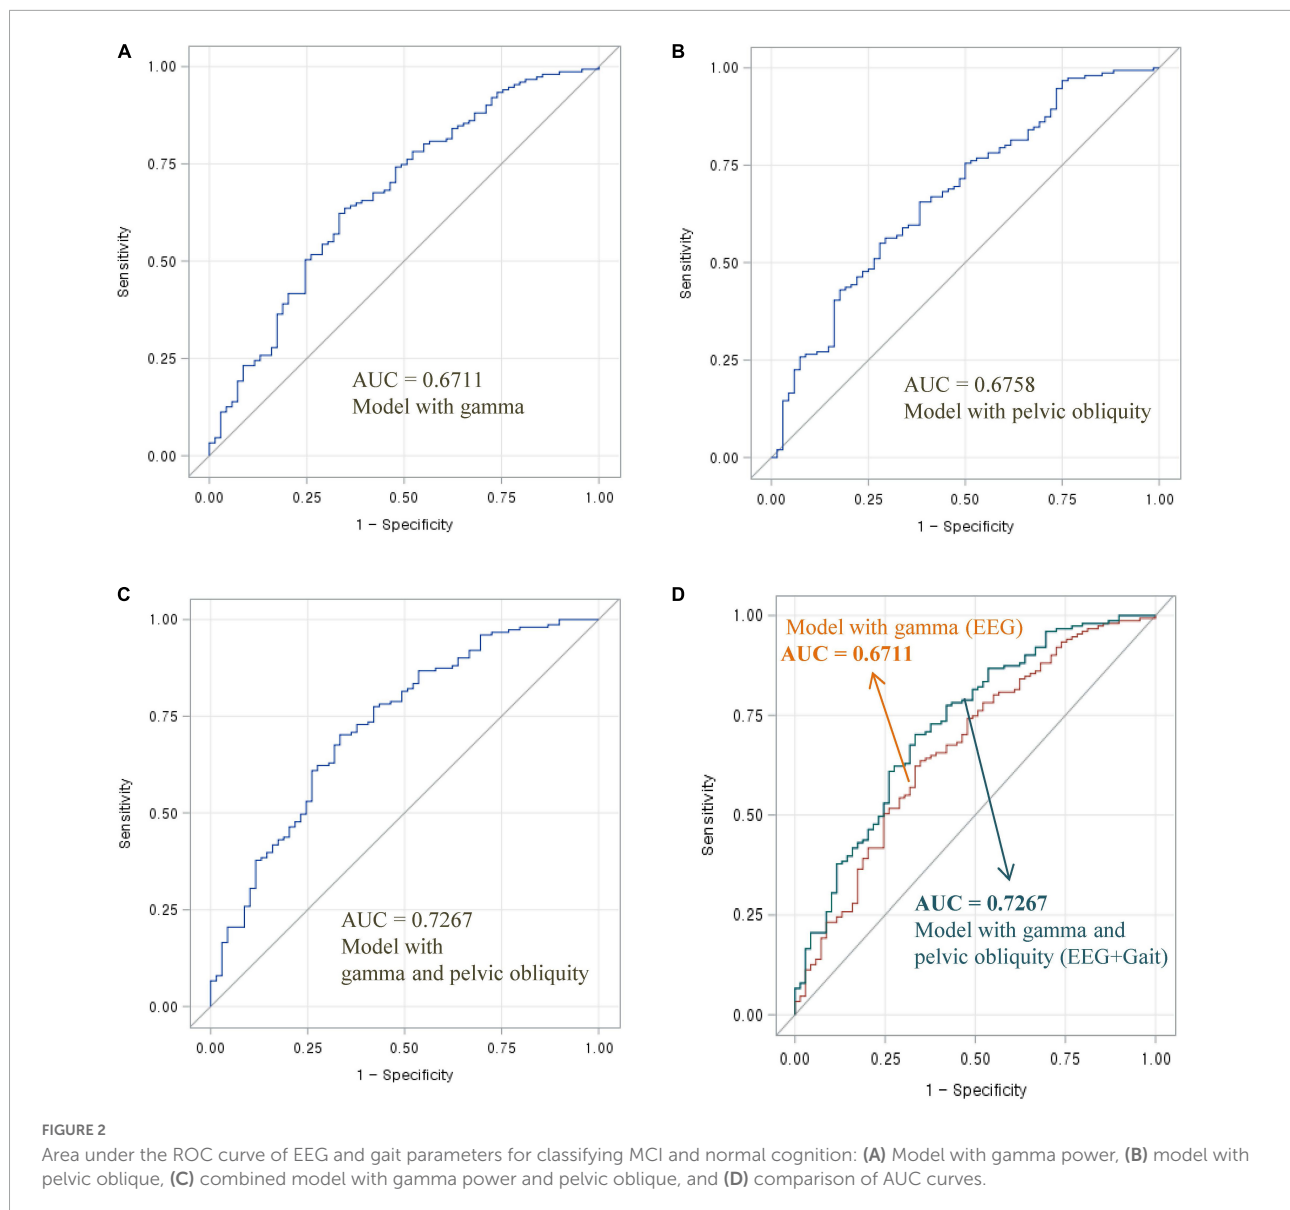 A
1.00
0.75
0.50
0.25
0.00
Sensitivity
AUC = 0.6711
Model with gamma
0.00 0.25 0.50 0.75 1.00
1 – Specificity
B
1.00
0.75
0.50
0.25
0.00
Sensitivity
AUC = 0.6758
Model with pelvic obliquity
0.00 0.25 0.50 0.75 1.00
1 – Specificity
C
1.00
0.75
0.50
0.25
0.00
Sensitivity
AUC = 0.7267
Model with
gamma and pelvic obliquity
0.00 0.25 0.50 0.75 1.00
1 – Specificity
D
1.00
0.75
0.50
0.25
0.00
Sensitivity
Model with gamma (EEG)
AUC = 0.6711
AUC = 0.7267
Model with gamma and
pelvic obliquity (EEG+Gait)
0.00 0.25 0.50 0.75 1.00
1 – Specificity
FIGURE 2
Area under the ROC curve of EEG and gait parameters for classifying MCI and normal cognition: (A) Model with gamma power, (B) model with
pelvic oblique, (C) combined model with gamma power and pelvic oblique, and (D) comparison of AUC curves.